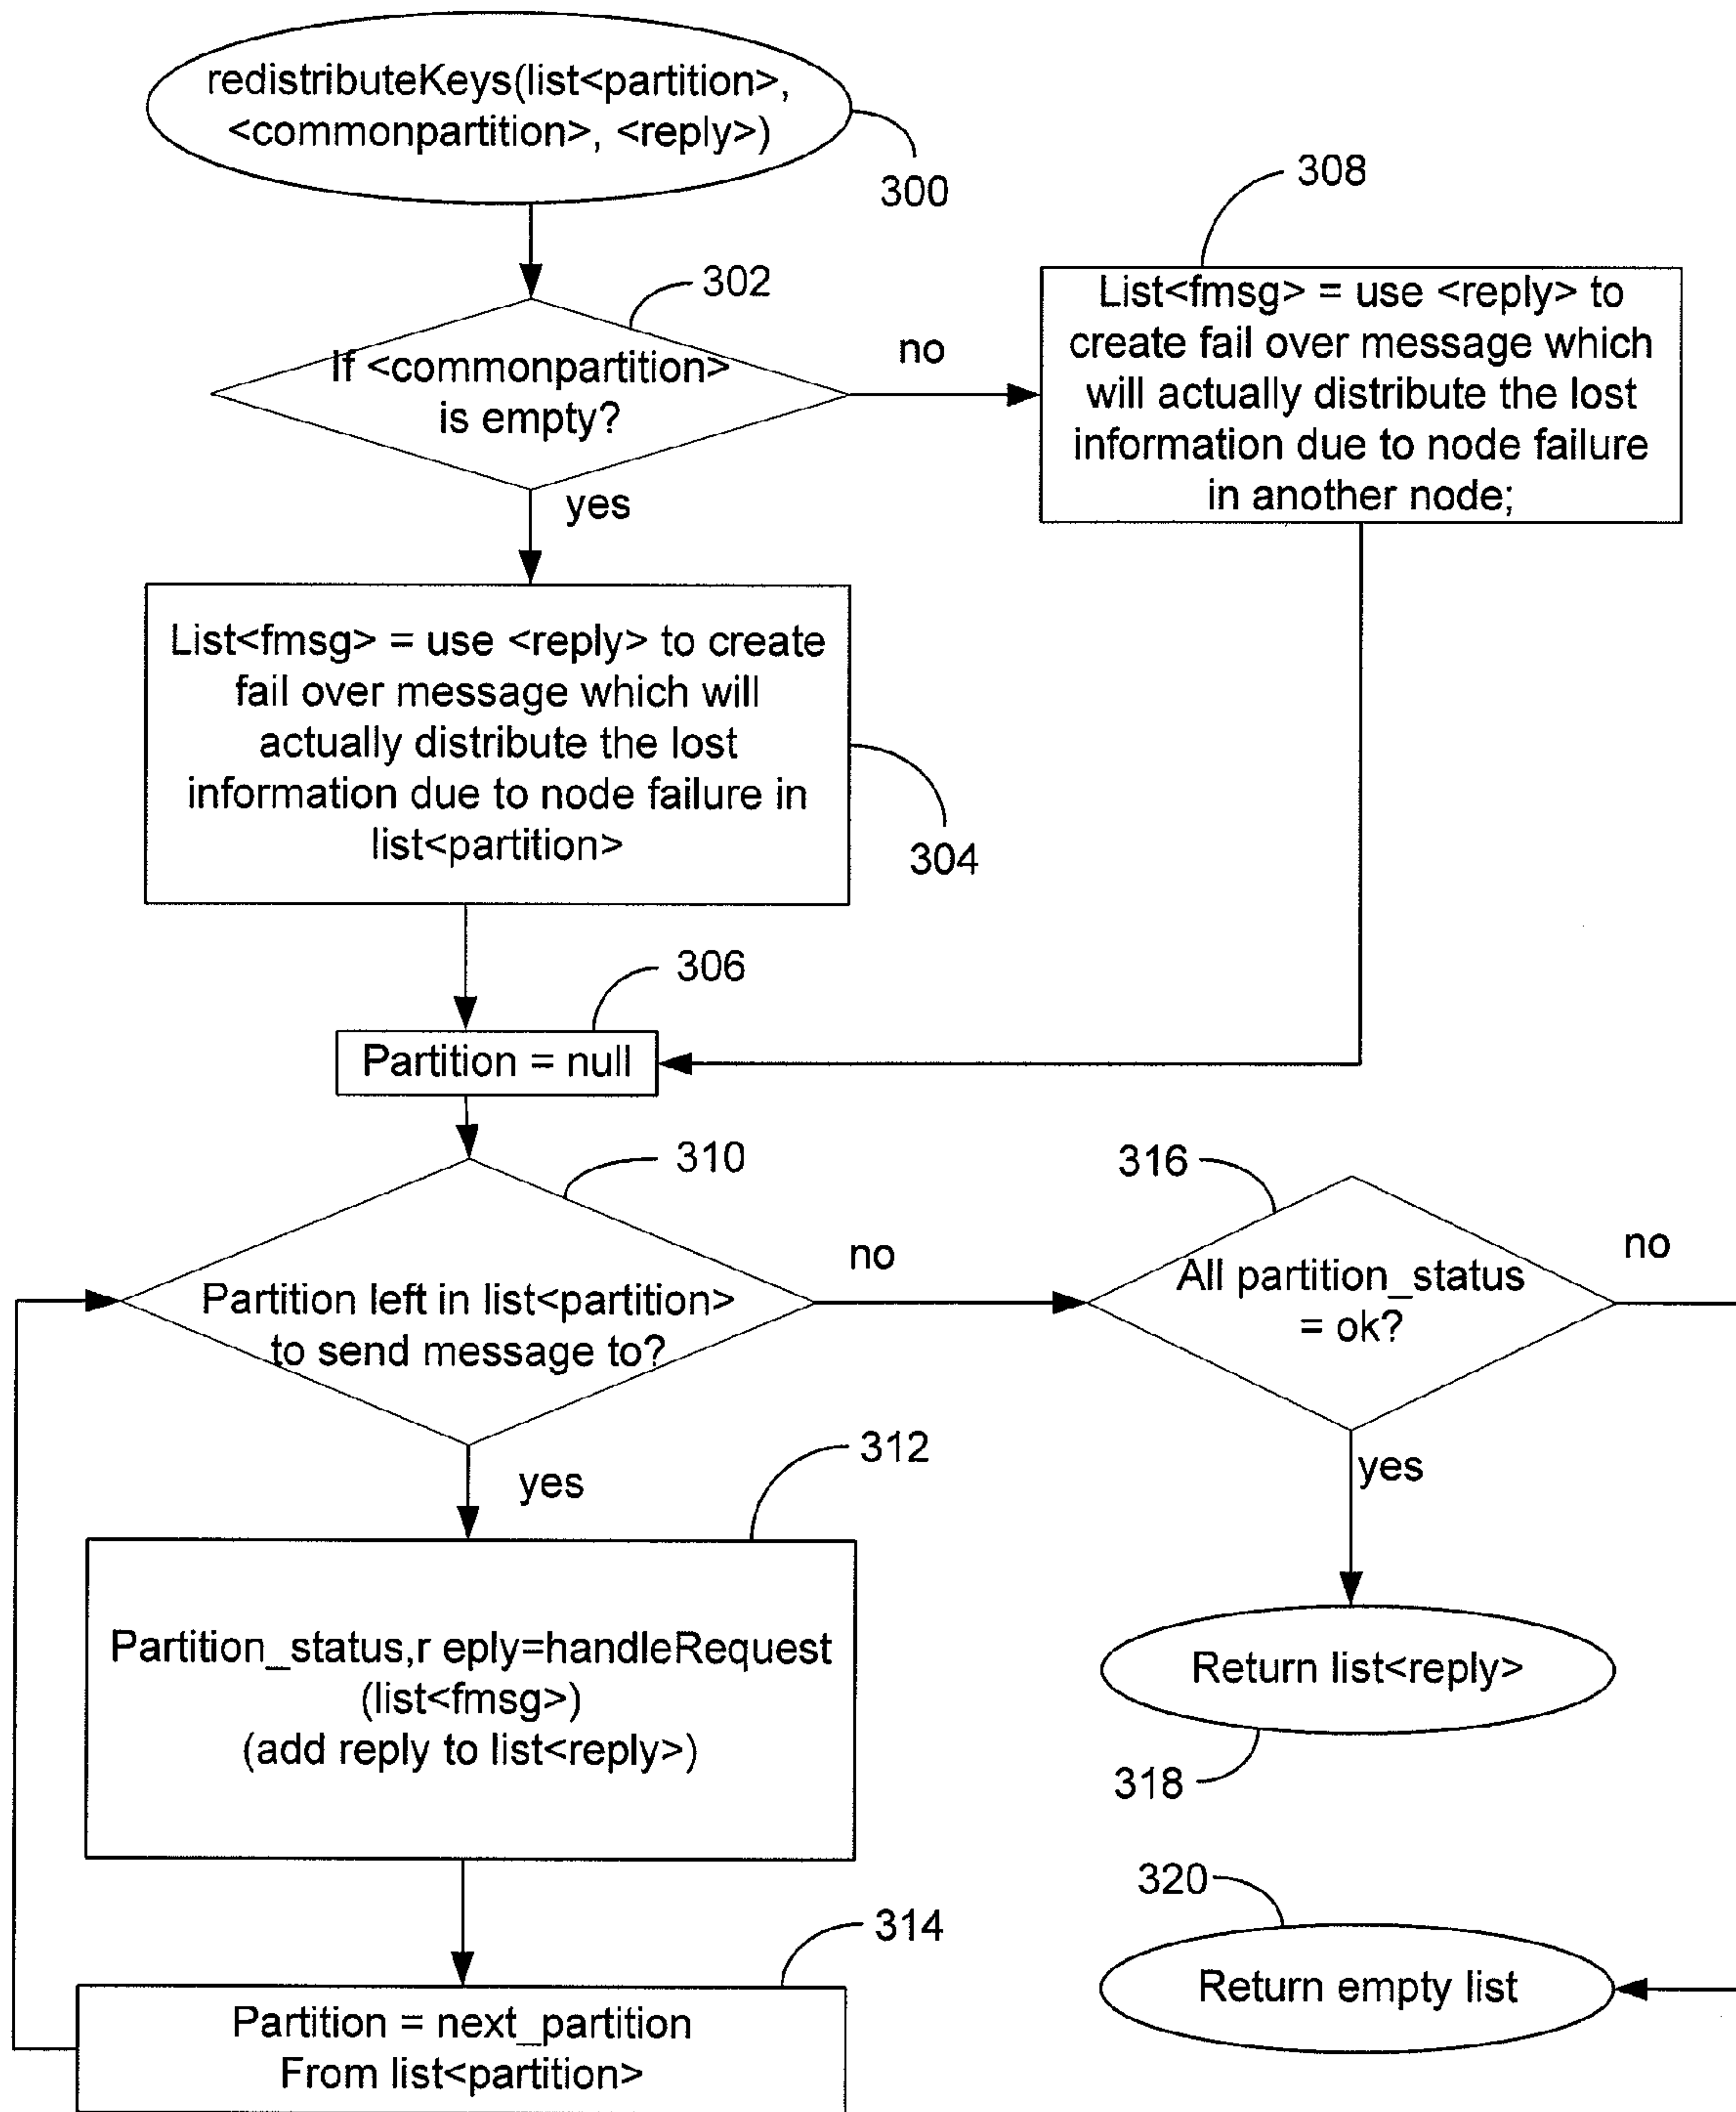 redistributeKeys(list<partition>,
<commonpartition>, <reply>)
300
302
308
If <commonpartition>
is empty?
no
yes
List<fmsg> = use <reply> to
create fail over message which
will actually distribute the lost
information due to node failure
in another node;
List<fmsg> = use <reply> to create
fail over message which will
actually distribute the lost
information due to node failure in
list<partition>
304
306
Partition = null
310
Partition left in list<partition>
to send message to?
no
yes
316
All partition_status
= ok?
no
yes
312
Partition_status,r eply=handleRequest
(list<fmsg>)
(add reply to list<reply>)
Return list<reply>
318
314
Partition = next_partition
From list<partition>
320
Return empty list